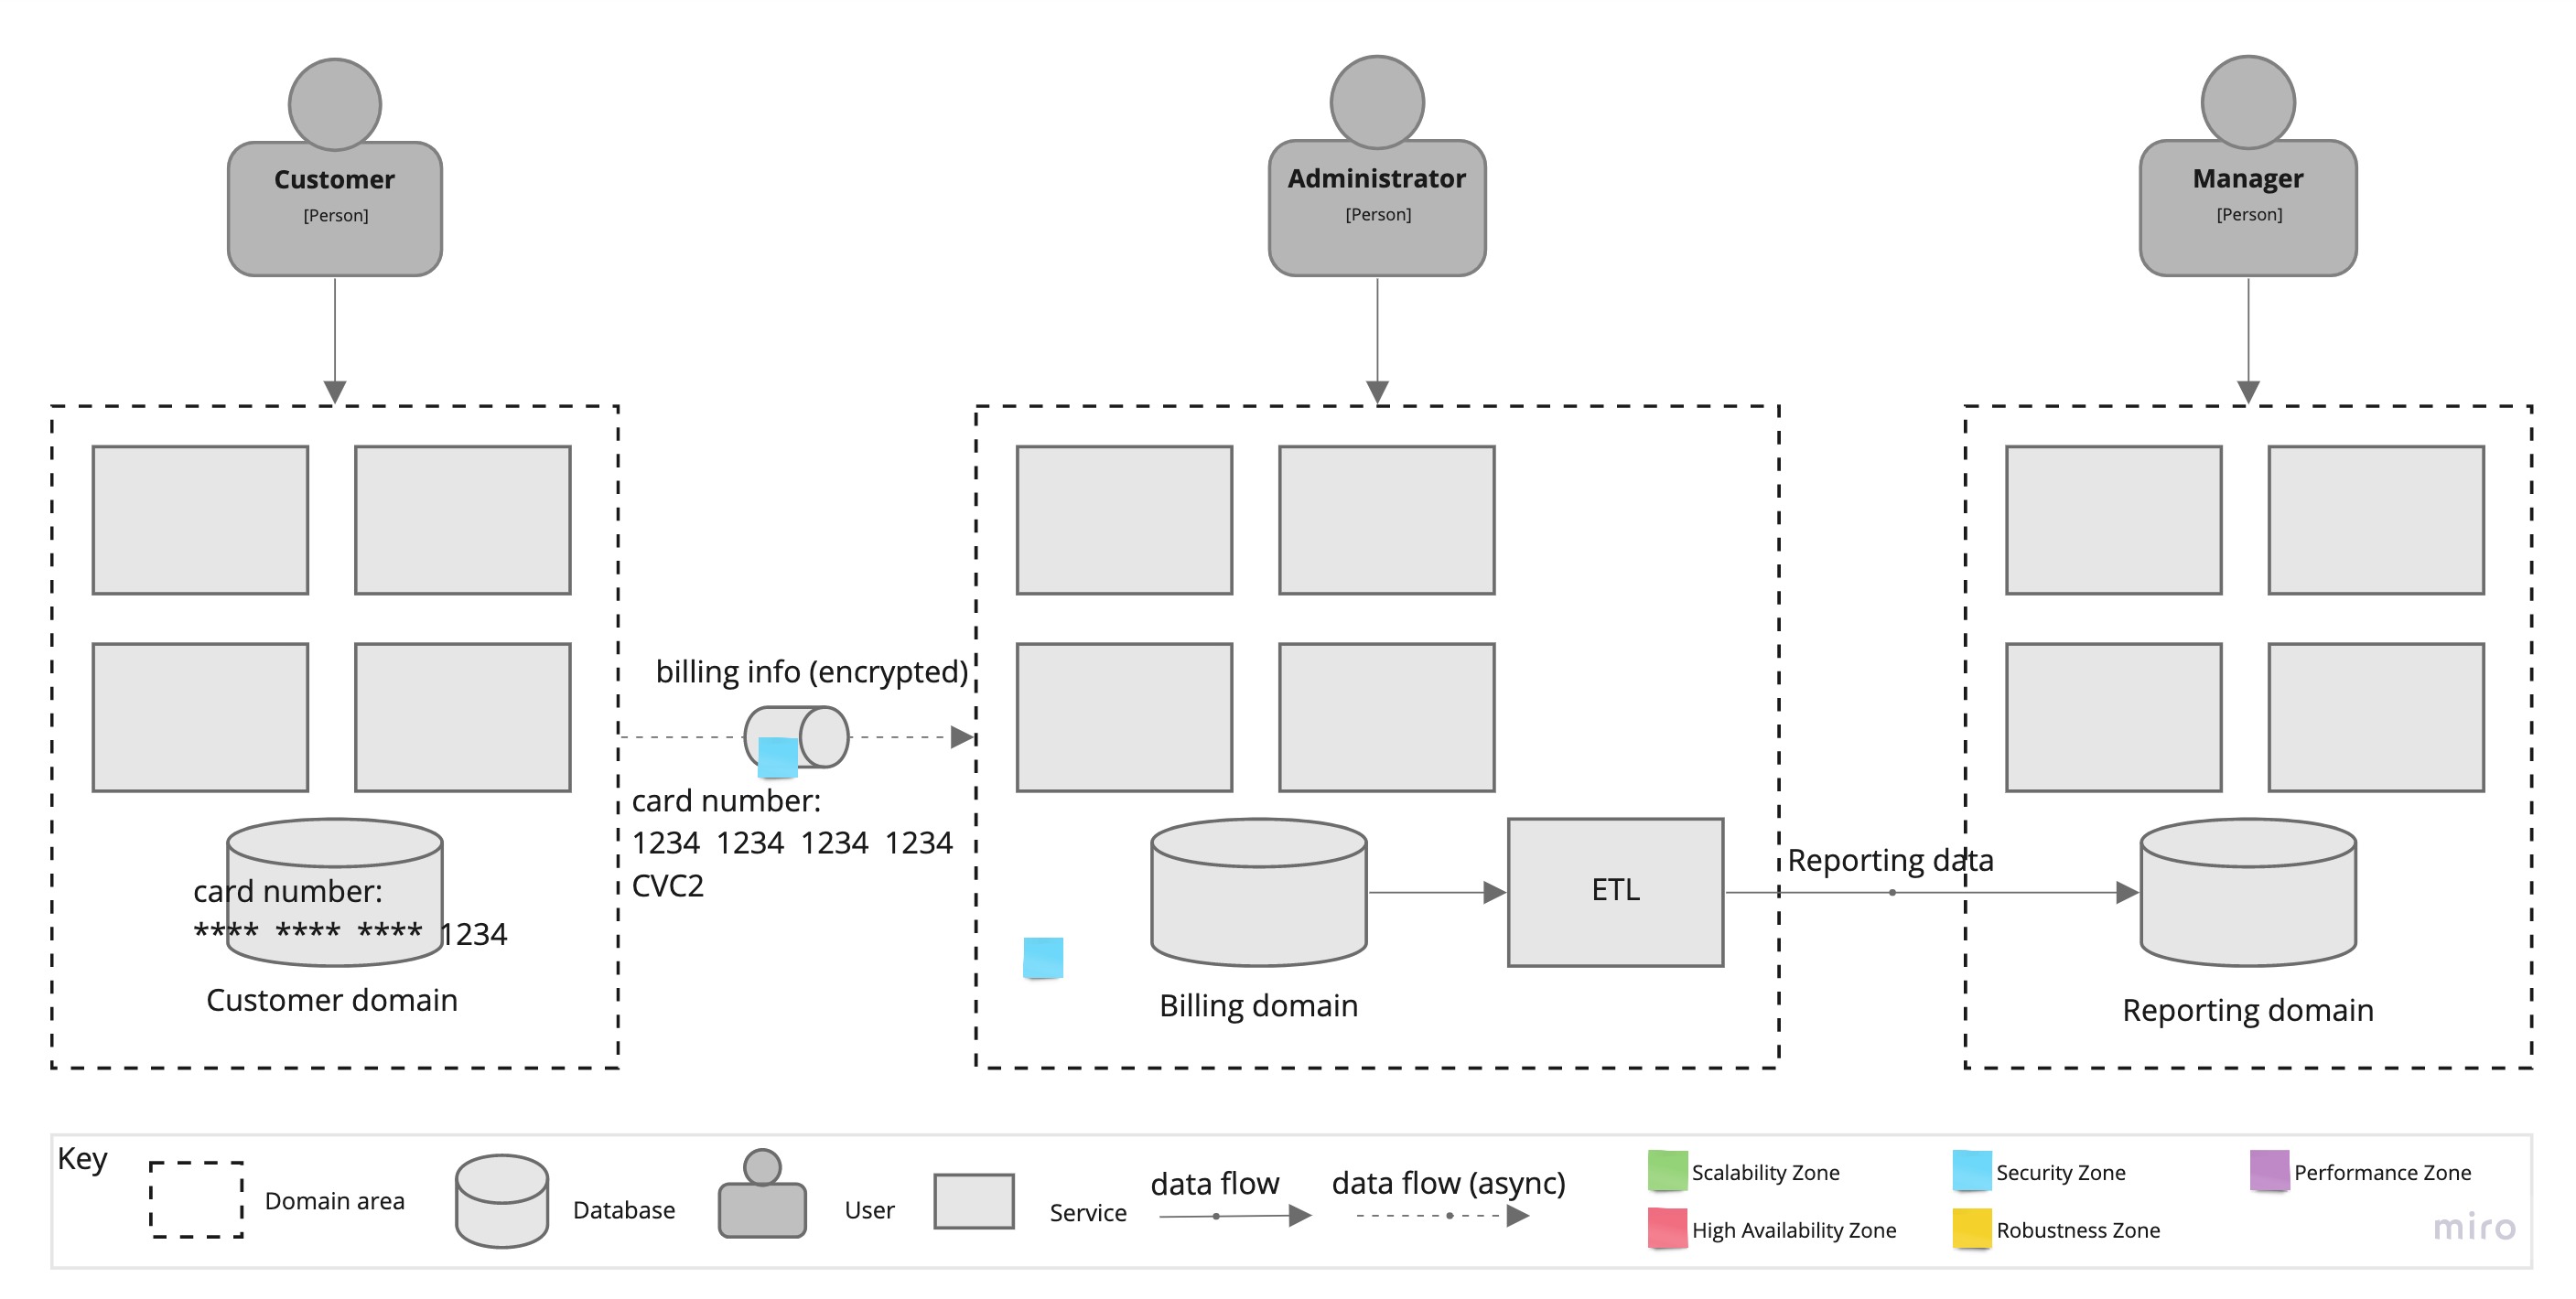 Customer
[Person]
Administrator
[Person]
Manager
[Person]
billing info (encrypted)
card number:
1234 1234 1234 1234
CVC2
card number:
**** **** **** 1234
Customer domain
ETL
Billing domain
Reporting data
Reporting domain
Key
Domain area
Database
User
Service
data flow
data flow (async)
Scalability Zone
Security Zone
Performance Zone
High Availability Zone
Robustness Zone
miro